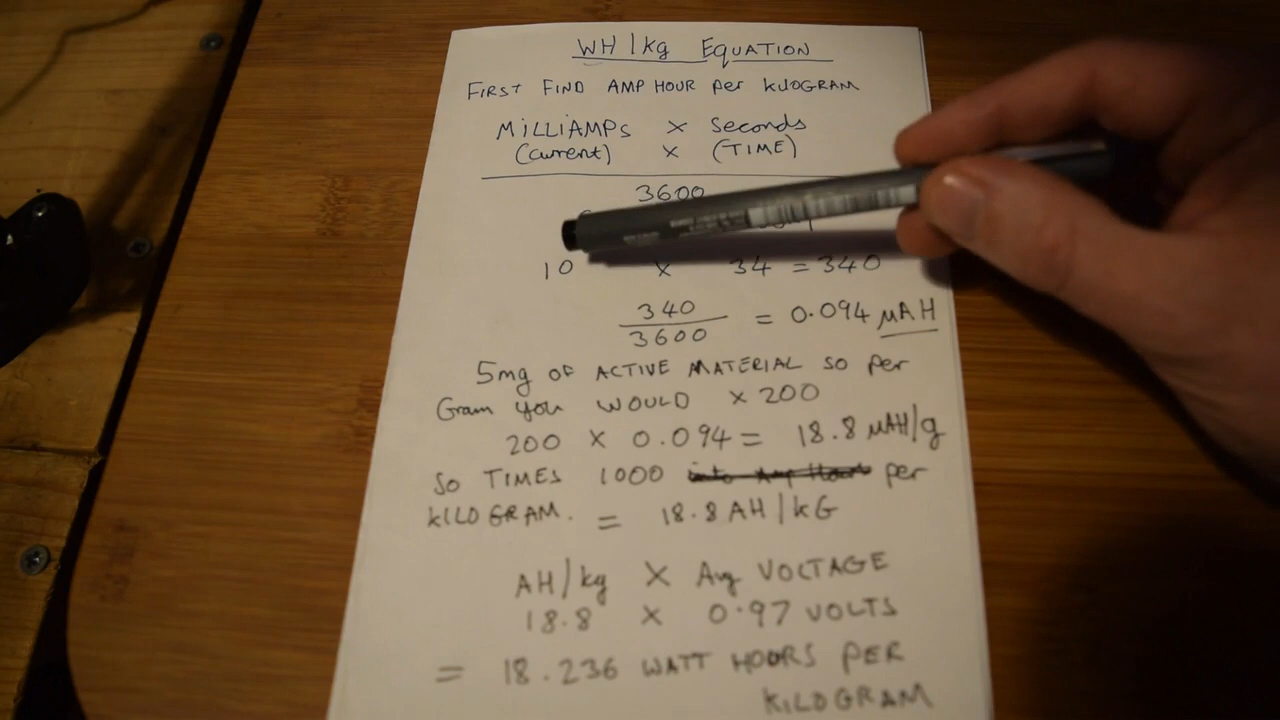 WH/kg EQUATION
FIRST FIND AMP HOUR per KILOGRAM
MILLIAMPS × Seconds
(Current) × (TIME)
3600
10 × 34 = 340
340
3600
= 0.094 µAH
5mg OF ACTIVE MATERIAL SO per
Gram you WOULD × 200
200 × 0.094 = 18.8 µAH/g
SO TIMES 1000 per
KILOGRAM. = 18.8 AH/KG
AH/kg × Avg VOLTAGE
18.8 × 0.97 VOLTS
= 18.236 WATT HOURS PER
KILOGRAM